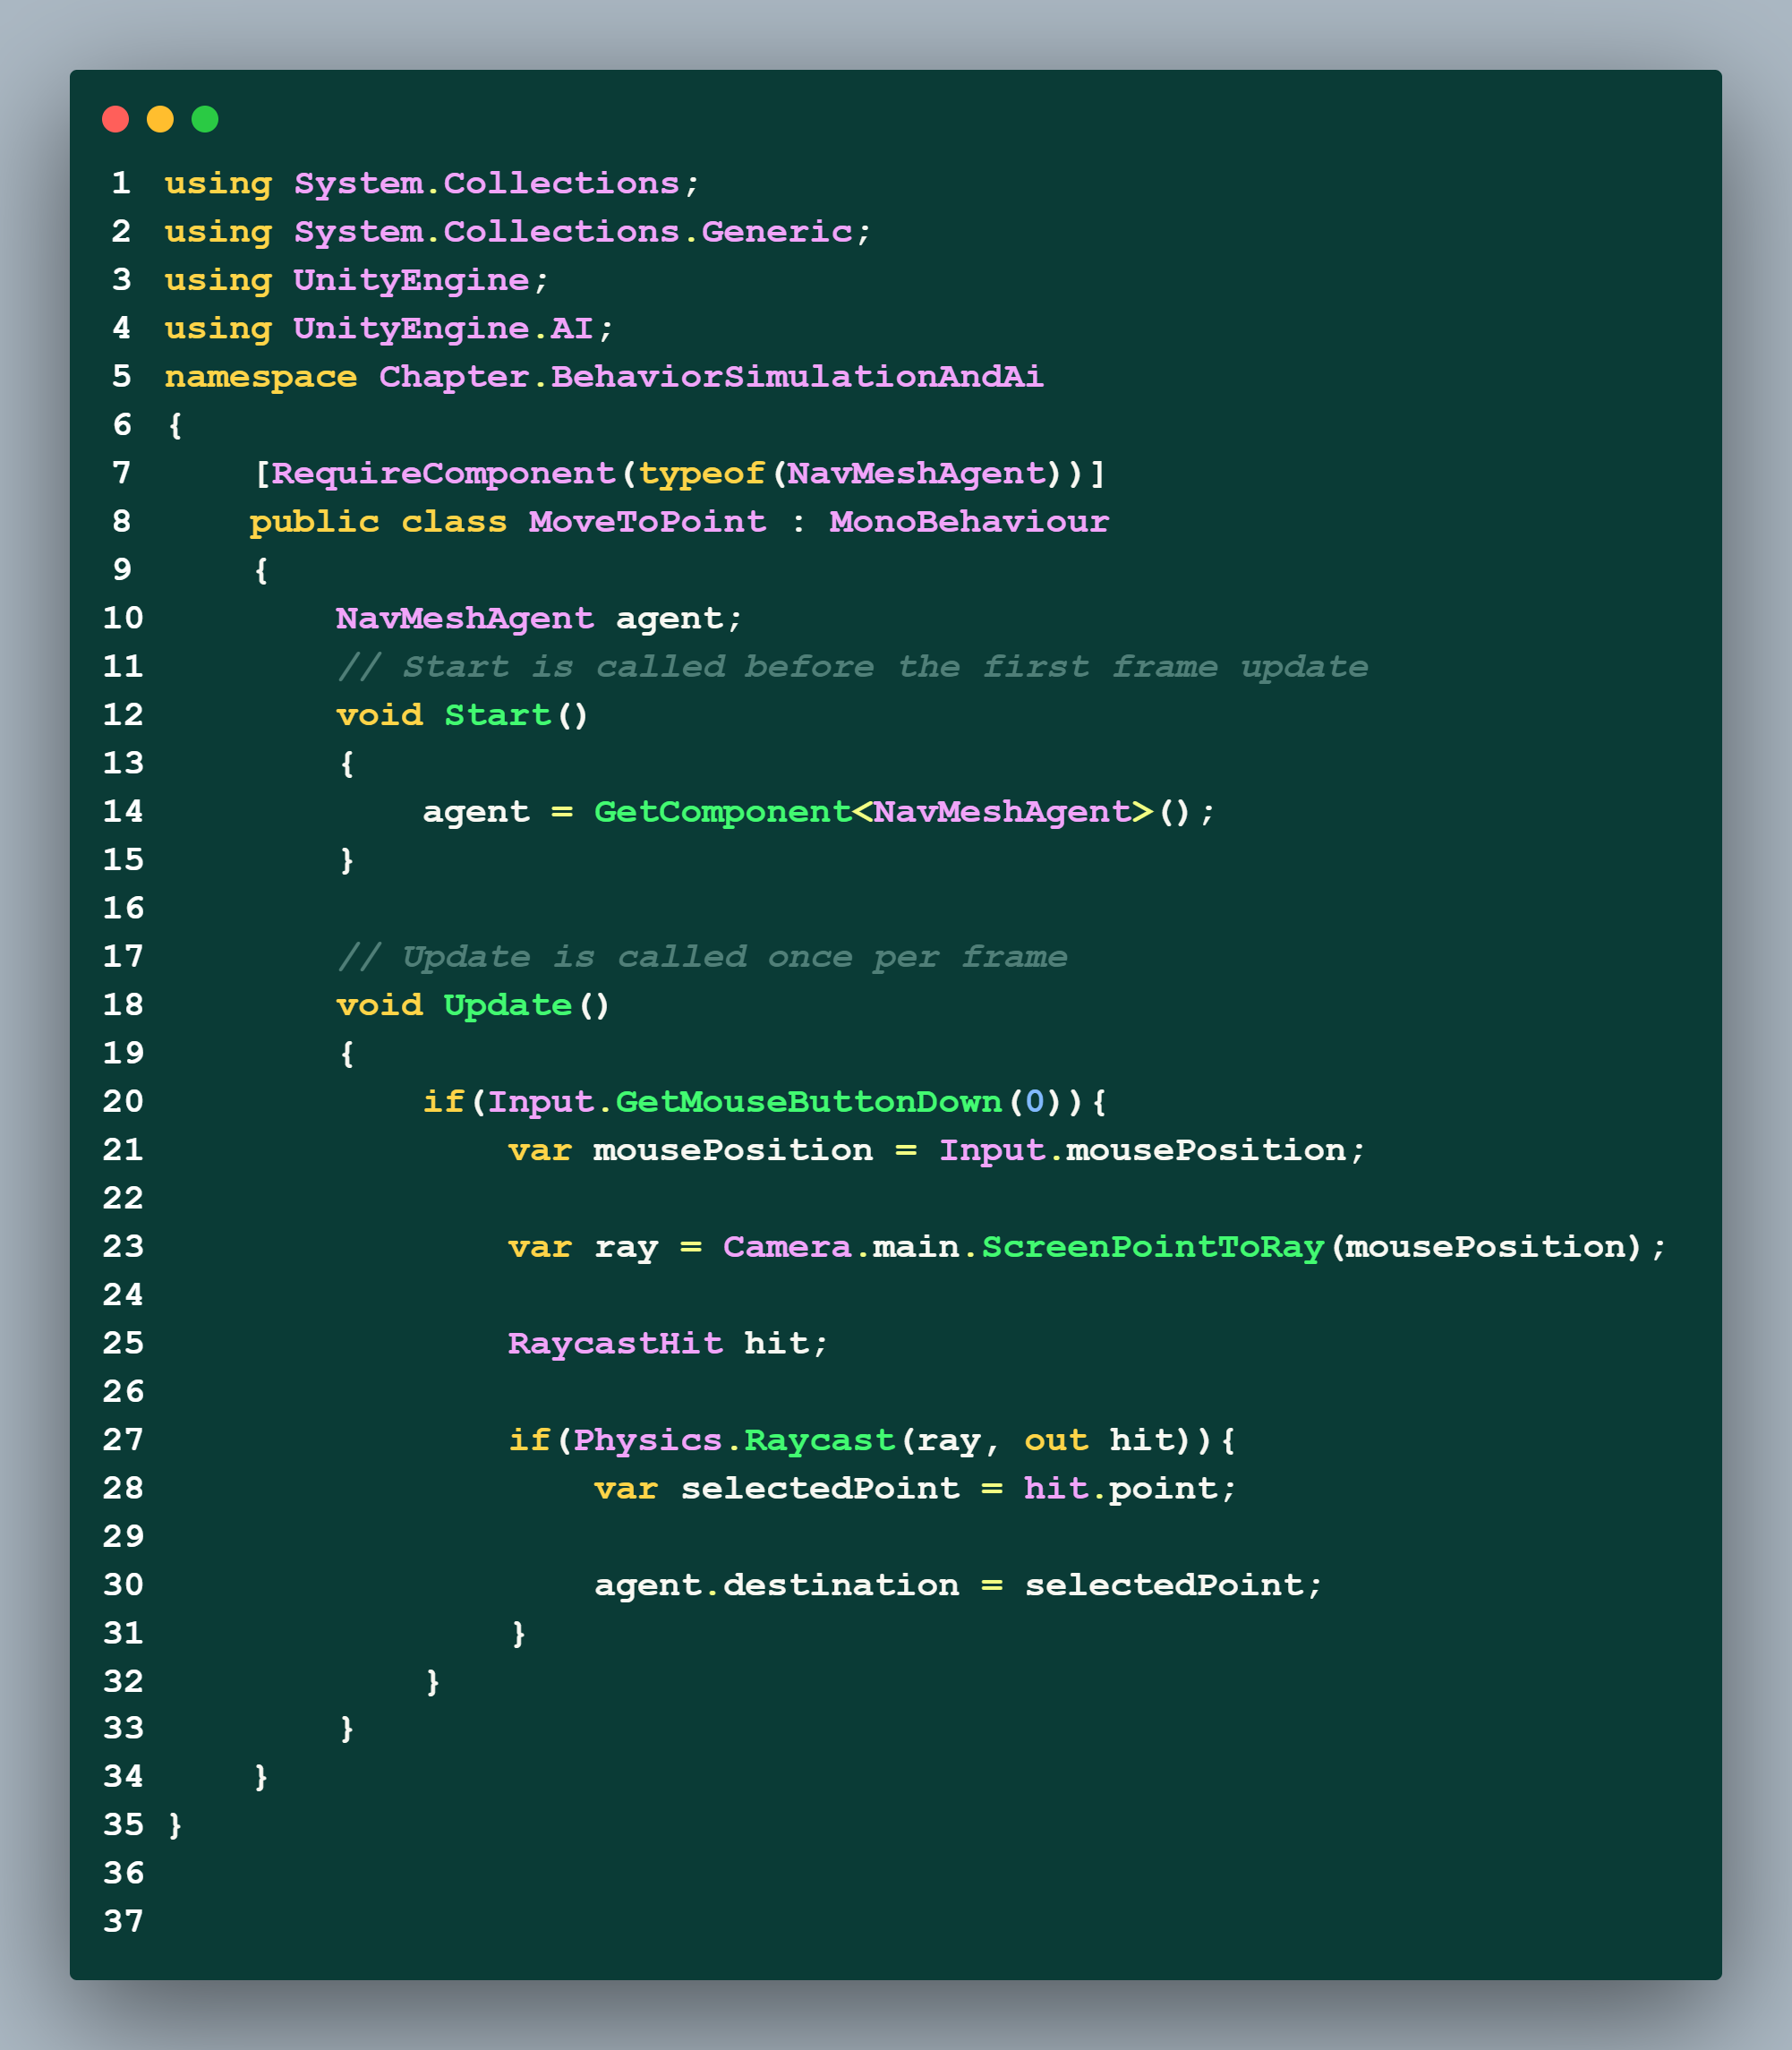 1 using System.Collections;
2 using System.Collections.Generic;
3 using UnityEngine;
4 using UnityEngine.AI;
5 namespace Chapter.BehaviorSimulationAndAi
6 {
7     [RequireComponent(typeof(NavMeshAgent))]
8     public class MoveToPoint : MonoBehaviour
9     {
10         NavMeshAgent agent;
11         // Start is called before the first frame update
12         void Start()
13         {
14             agent = GetComponent<NavMeshAgent>();
15         }
16
17         // Update is called once per frame
18         void Update()
19         {
20             if(Input.GetMouseButtonDown(0)){
21                 var mousePosition = Input.mousePosition;
22
23                 var ray = Camera.main.ScreenPointToRay(mousePosition);
24
25                 RaycastHit hit;
26
27                 if(Physics.Raycast(ray, out hit)){
28                     var selectedPoint = hit.point;
29
30                     agent.destination = selectedPoint;
31                 }
32             }
33         }
34     }
35 }
36
37